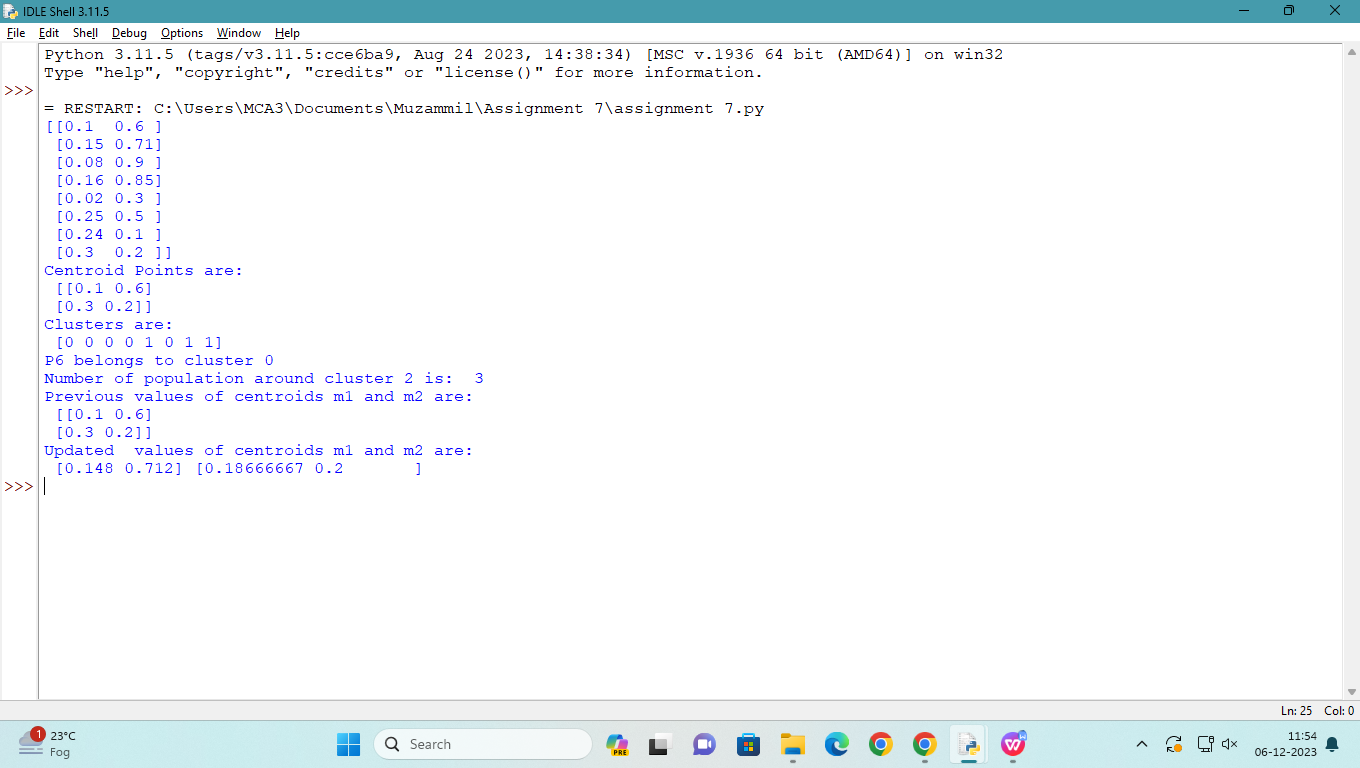 IDLE Shell 3.11.5
File Edit Shell Debug Options Window Help
Python 3.11.5 (tags/v3.11.5:cce6ba9, Aug 24 2023, 14:38:34) [MSC v.1936 64 bit (AMD64)] on win32
Type "help", "copyright", "credits" or "license()" for more information.
>>>
= RESTART: C:\Users\MCA3\Documents\Muzammil\Assignment 7\assignment 7.py
[[0.1  0.6 ]
 [0.15 0.71]
 [0.08 0.9 ]
 [0.16 0.85]
 [0.02 0.3 ]
 [0.25 0.5 ]
 [0.24 0.1 ]
 [0.3  0.2 ]]
Centroid Points are:
 [[0.1 0.6]
 [0.3 0.2]]
Clusters are:
 [0 0 0 0 1 0 1 1]
P6 belongs to cluster 0
Number of population around cluster 2 is:  3
Previous values of centroids m1 and m2 are:
 [[0.1 0.6]
 [0.3 0.2]]
Updated  values of centroids m1 and m2 are:
 [0.148 0.712] [0.18666667 0.2       ]
>>>
Ln: 25 Col: 0
1 23°C
Fog
Search
PRE
W
11:54
06-12-2023